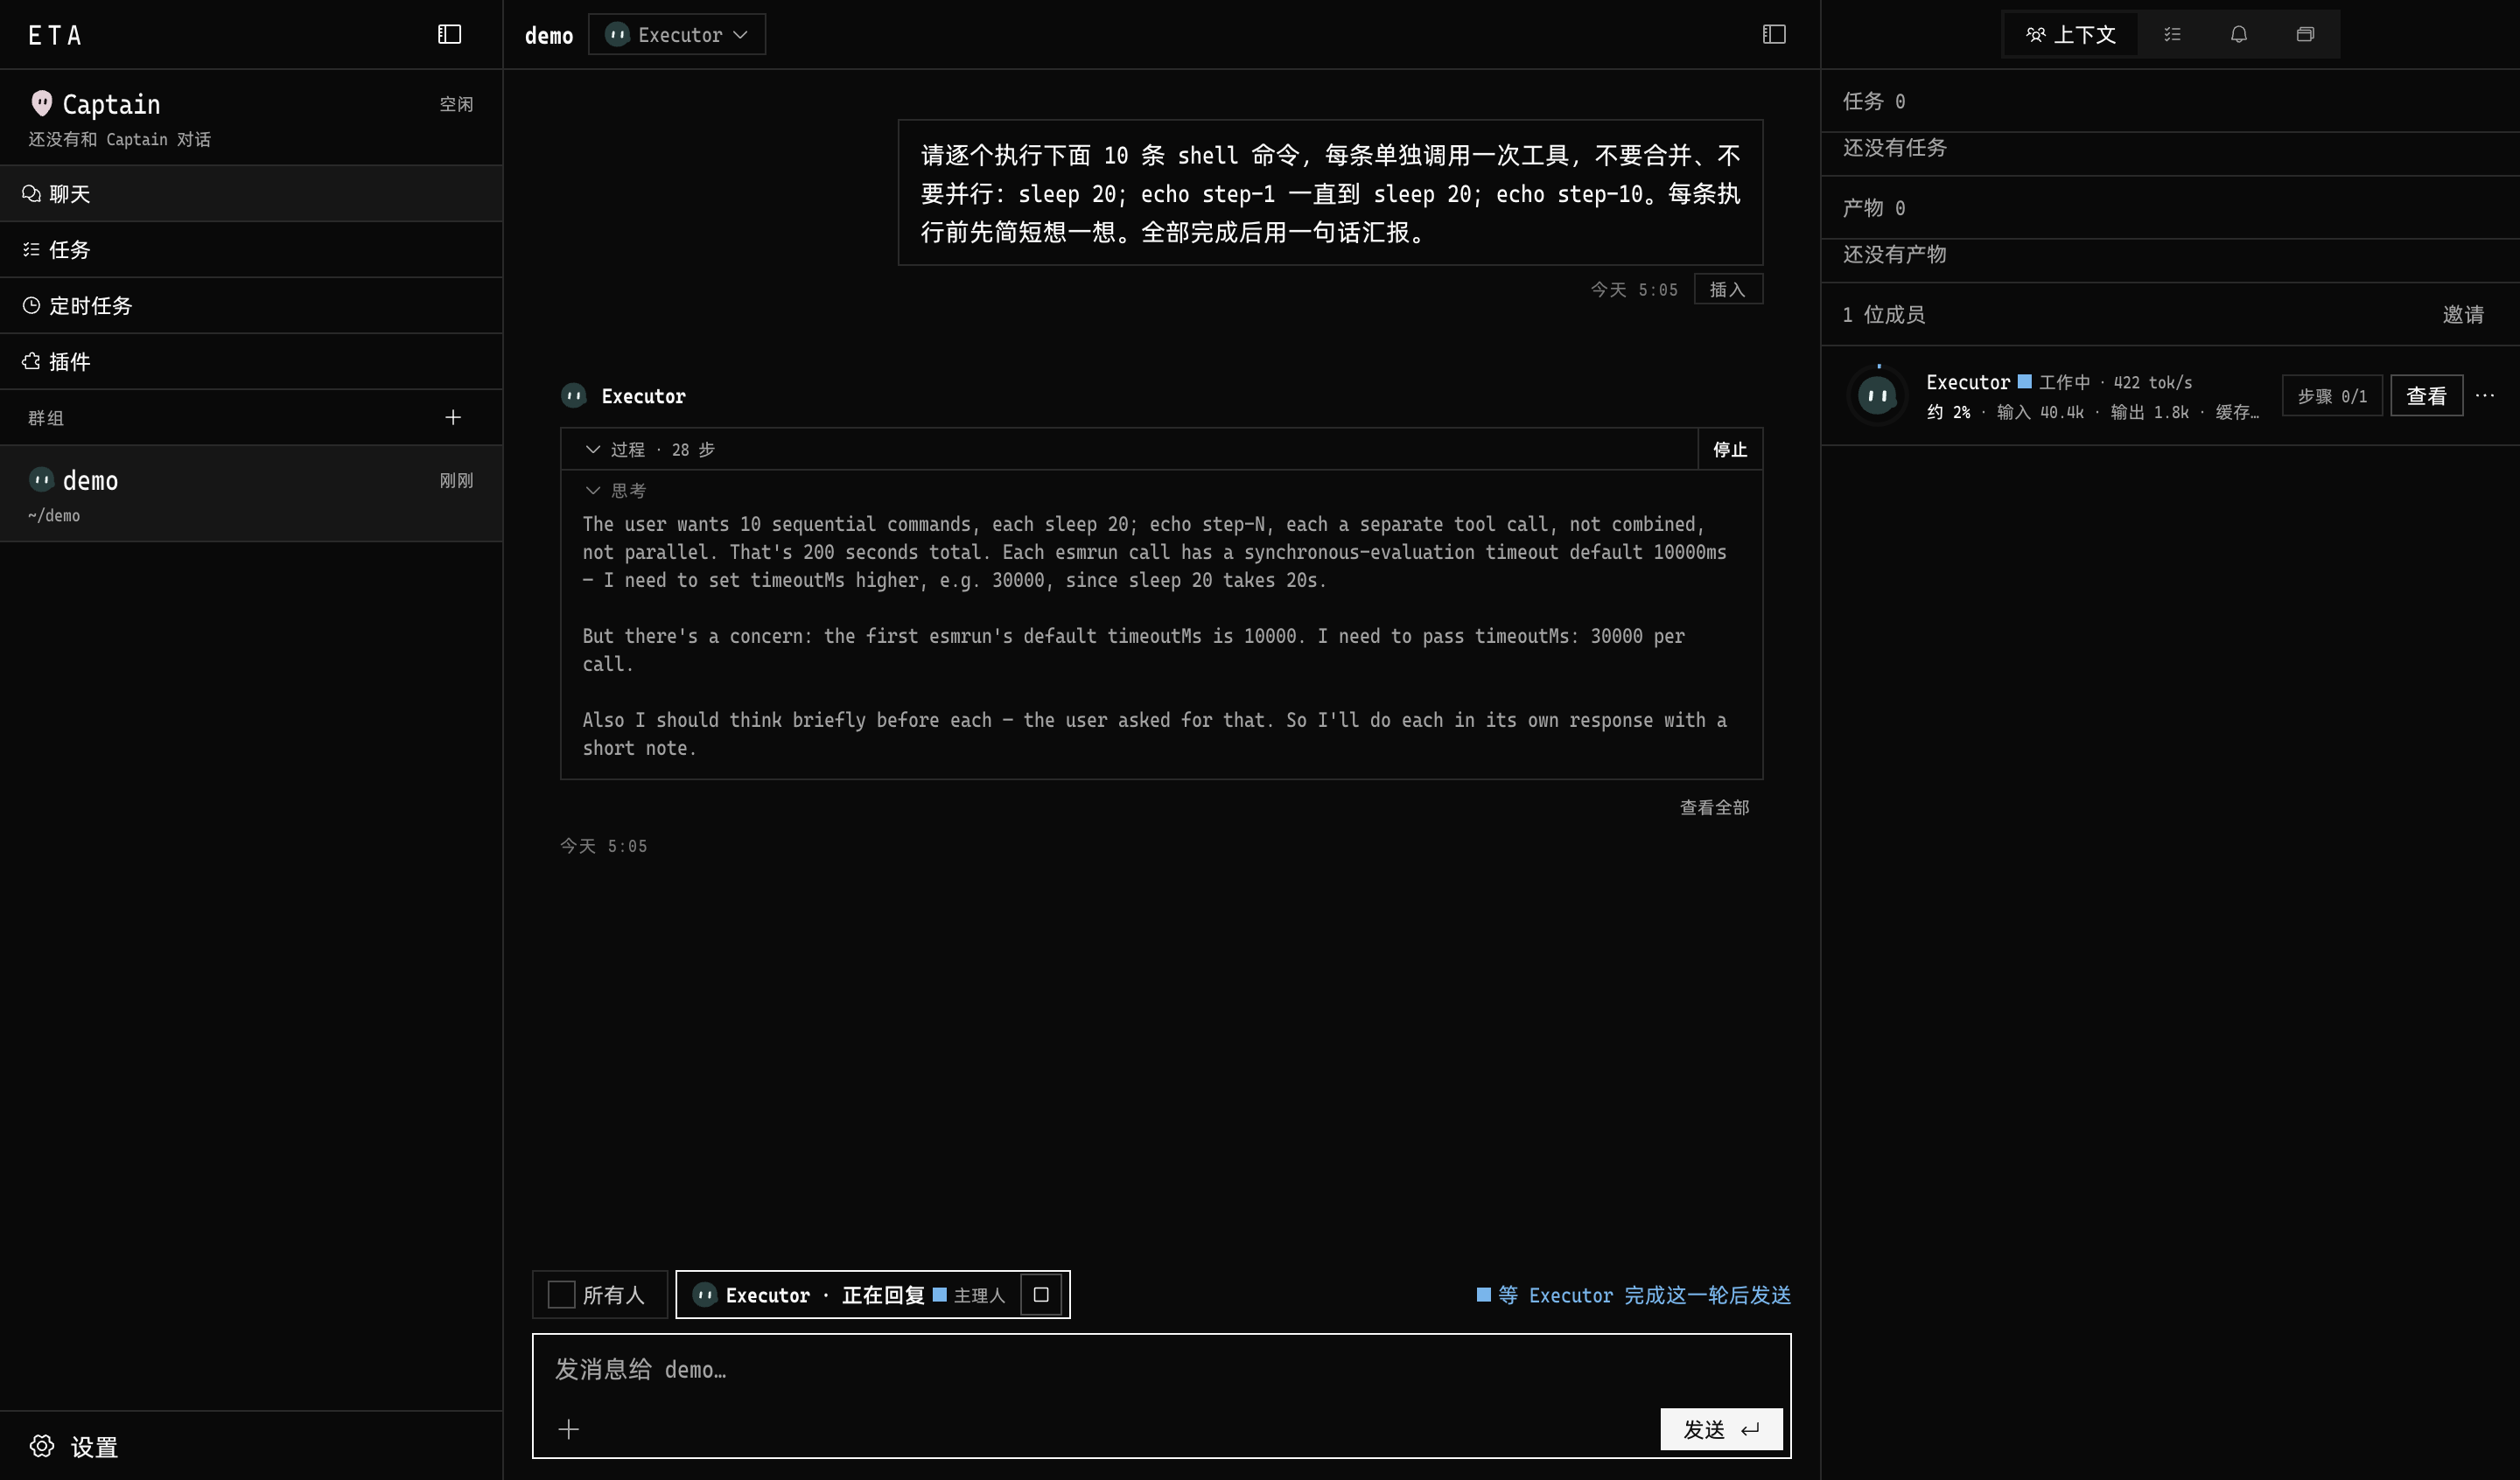 ETA
Captain
空闲
还没有和 Captain 对话
聊天
任务
定时任务
插件
群组
demo
刚刚
~/demo
设置
demo
Executor
请逐个执行下面 10 条 shell 命令，每条单独调用一次工具，不要合并、不
要并行：sleep 20; echo step-1 一直到 sleep 20; echo step-10。每条执
行前先简短想一想。全部完成后用一句话汇报。
今天 5:05
插入
Executor
过程 · 28 步
停止
思考
The user wants 10 sequential commands, each sleep 20; echo step-N, each a separate tool call, not combined,
not parallel. That's 200 seconds total. Each esmrun call has a synchronous-evaluation timeout default 10000ms
— I need to set timeoutMs higher, e.g. 30000, since sleep 20 takes 20s.
But there's a concern: the first esmrun's default timeoutMs is 10000. I need to pass timeoutMs: 30000 per
call.
Also I should think briefly before each — the user asked for that. So I'll do each in its own response with a
short note.
查看全部
今天 5:05
所有人
Executor · 正在回复
主理人
等 Executor 完成这一轮后发送
发消息给 demo…
发送
上下文
任务 0
还没有任务
产物 0
还没有产物
1 位成员
邀请
Executor
工作中 · 422 tok/s
约 2% · 输入 40.4k · 输出 1.8k · 缓存…
步骤 0/1
查看